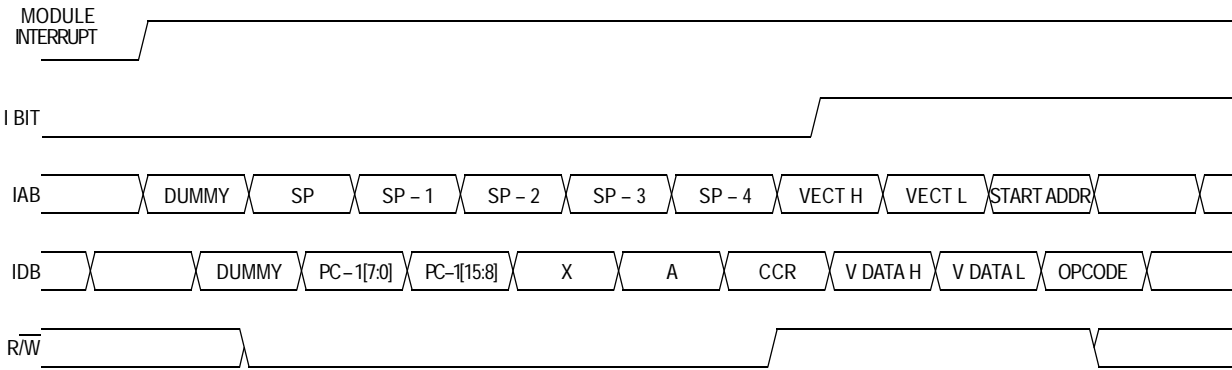 MODULE
INTERRUPT
I BIT
IAB DUMMY SP SP – 1 SP – 2 SP – 3 SP – 4 VECT H VECT L START ADDR
IDB DUMMY PC – 1[7:0] PC–1[15:8] X A CCR V DATA H V DATA L OPCODE
R/W̅